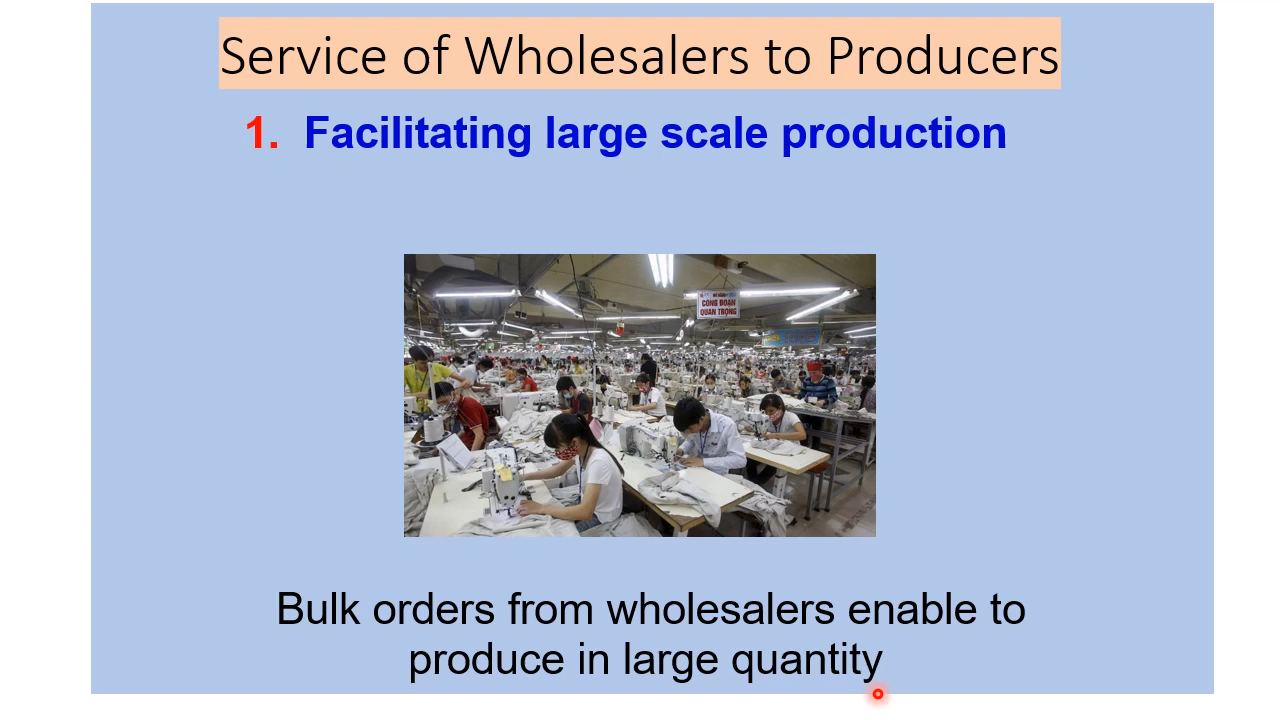 Service of Wholesalers to Producers
1. Facilitating large scale production
CÔNG ĐOẠN
QUAN TRỌNG
Bulk orders from wholesalers enable to
produce in large quantity